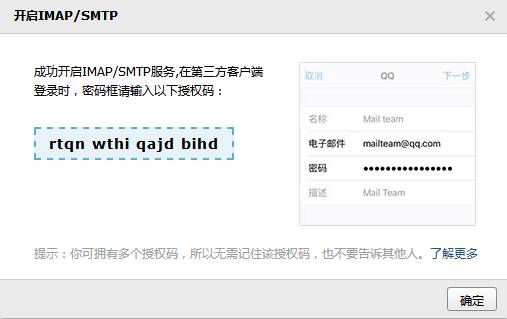 开启IMAP/SMTP
成功开启IMAP/SMTP服务,在第三方客户端
登录时，密码框请输入以下授权码：
rtqn wthi qajd bihd
取消 QQ 下一步
名称 Mail team
电子邮件 mailteam@qq.com
密码 ●●●●●●●●●●●●●●●●
描述 Mail Team
提示：你可拥有多个授权码，所以无需记住该授权码，也不要告诉其他人。了解更多
确定